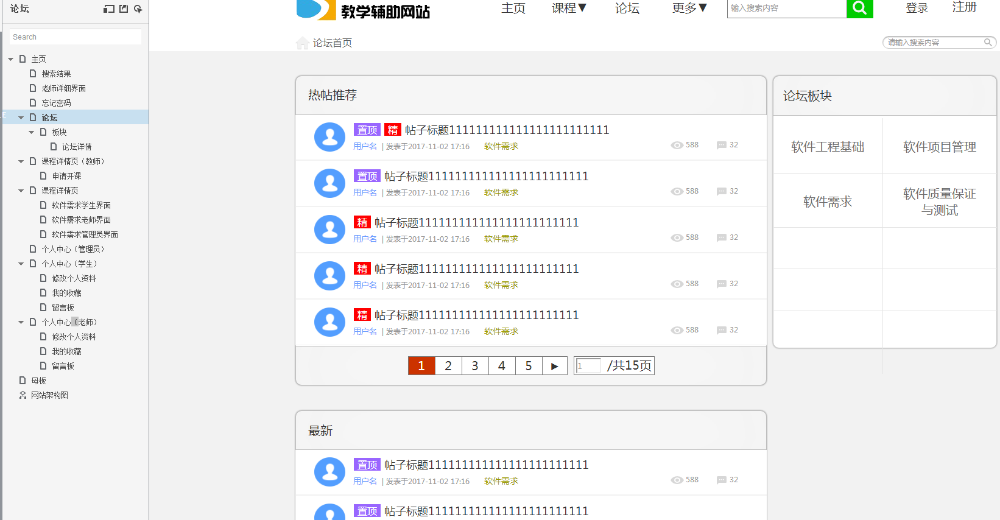 论坛
Search
主页
搜索结果
老师详细界面
忘记密码
论坛
板块
论坛详情
课程详情页（教师）
申请开课
课程详情页
软件需求学生界面
软件需求老师界面
软件需求管理员界面
个人中心（管理员）
个人中心（学生）
修改个人资料
我的收藏
留言板
个人中心（老师）
修改个人资料
我的收藏
留言板
母板
网站架构图
教学辅助网站 主页 课程▼ 论坛 更多▼ 输入搜索内容 登录 注册
论坛首页 请输入搜索内容
热帖推荐
置顶 精 帖子标题111111111111111111111111
用户名 | 发表于2017-11-02 17:16 软件需求 588 32
置顶 帖子标题111111111111111111111111
用户名 | 发表于2017-11-02 17:16 软件需求 588 32
精 帖子标题111111111111111111111111
用户名 | 发表于2017-11-02 17:16 软件需求 588 32
精 帖子标题111111111111111111111111
用户名 | 发表于2017-11-02 17:16 软件需求 588 32
精 帖子标题111111111111111111111111
用户名 | 发表于2017-11-02 17:16 软件需求 588 32
1 2 3 4 5 ► 1 /共15页
论坛板块
软件工程基础 软件项目管理
软件需求 软件质量保证
与测试
最新
置顶 帖子标题111111111111111111111111
用户名 | 发表于2017-11-02 17:16 软件需求 588 32
置顶 帖子标题111111111111111111111111